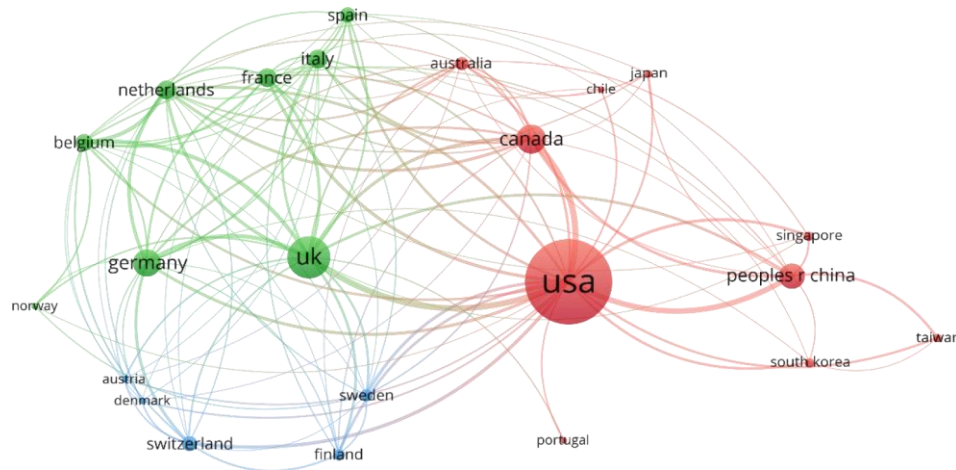 spain
italy
australia
japan
france
chile
netherlands
canada
belgium
singapore
uk
germany
peoples r china
usa
norway
taiwan
south korea
austria
sweden
denmark
portugal
switzerland
finland